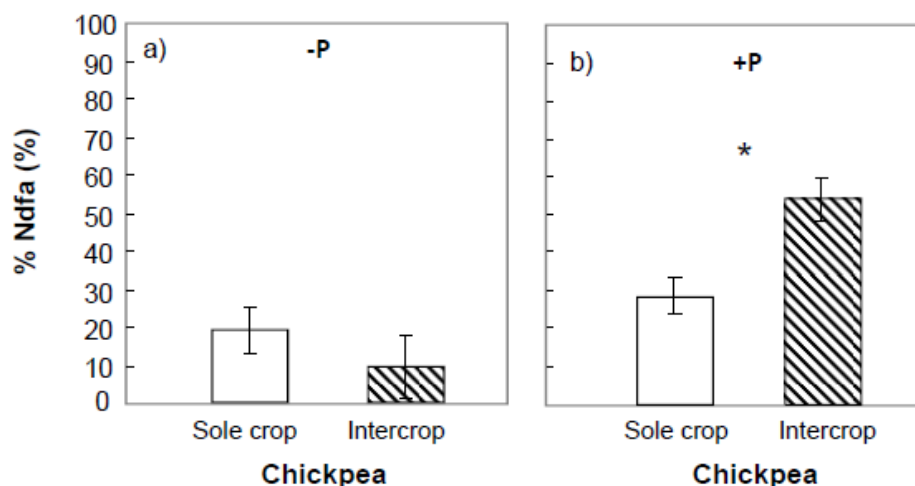 % Ndfa (%)
100
90
80
70
60
50
40
30
20
10
0
a)
-P
Sole crop Intercrop
Chickpea
b)
+P
*
Sole crop Intercrop
Chickpea